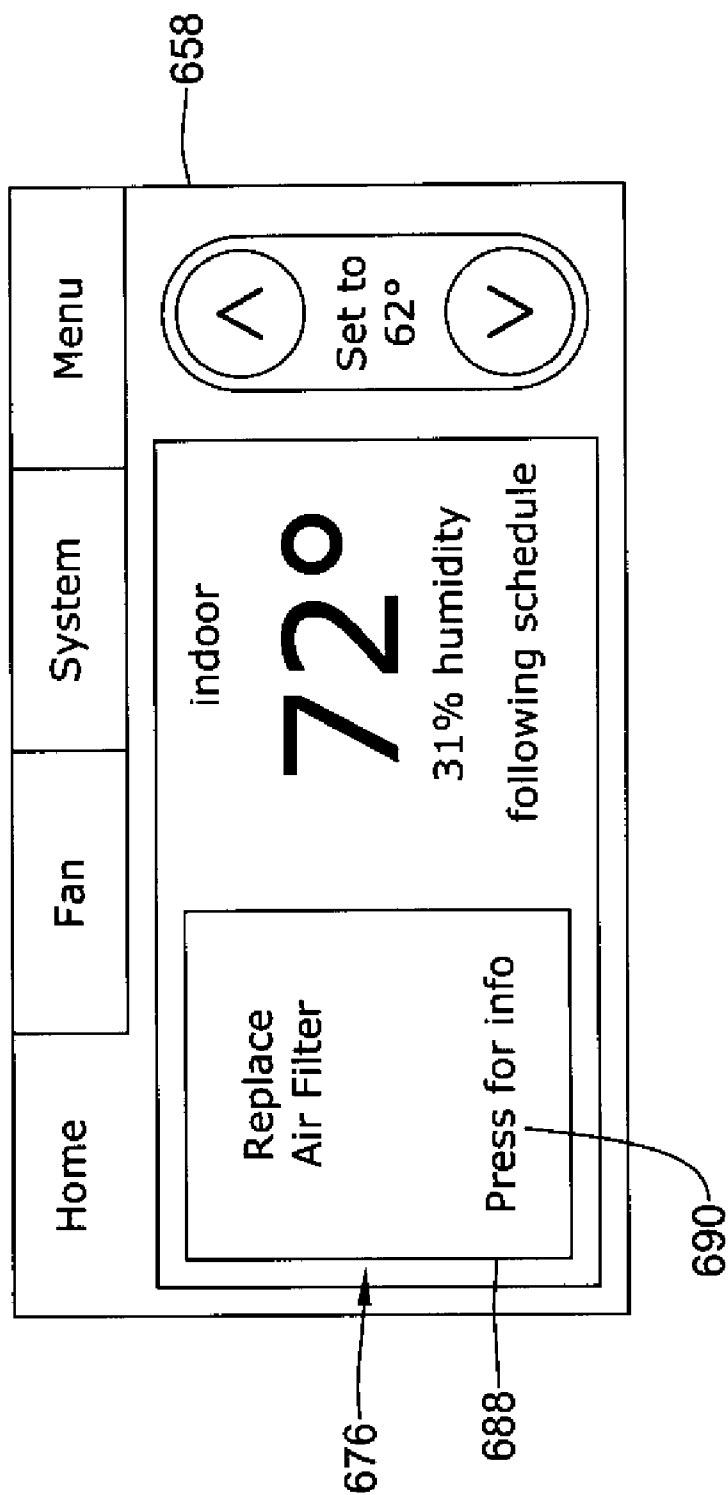 Home
Fan
System
Menu
Replace
Air Filter
Press for info
indoor
72°
31% humidity
following schedule
Set to
62°
658
676
688
690